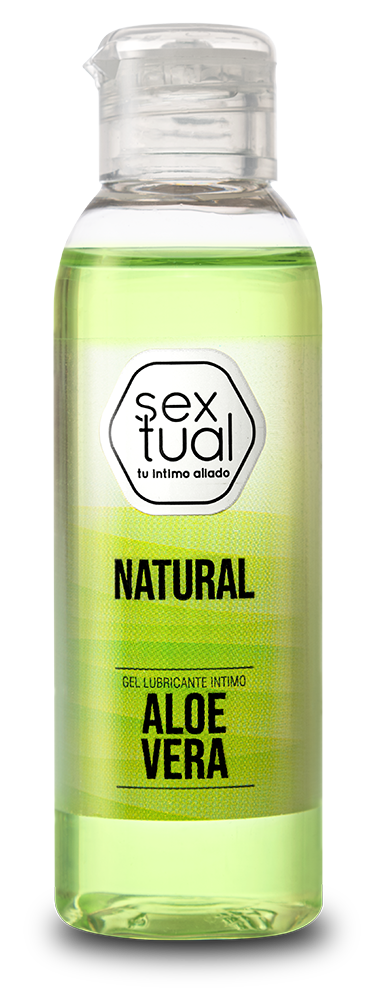 sex
tual
tu intimo aliado
NATURAL
GEL LUBRICANTE INTIMO
ALOE
VERA